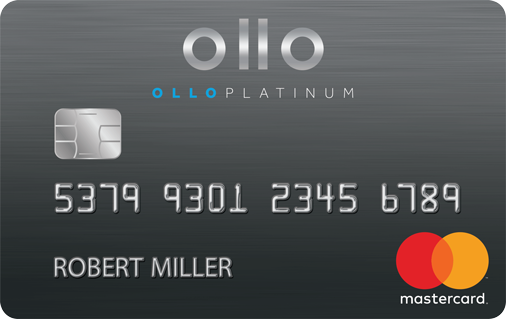 ollo
OLLOPLATINUM
5379 9301 2345 6789
ROBERT MILLER
mastercard.